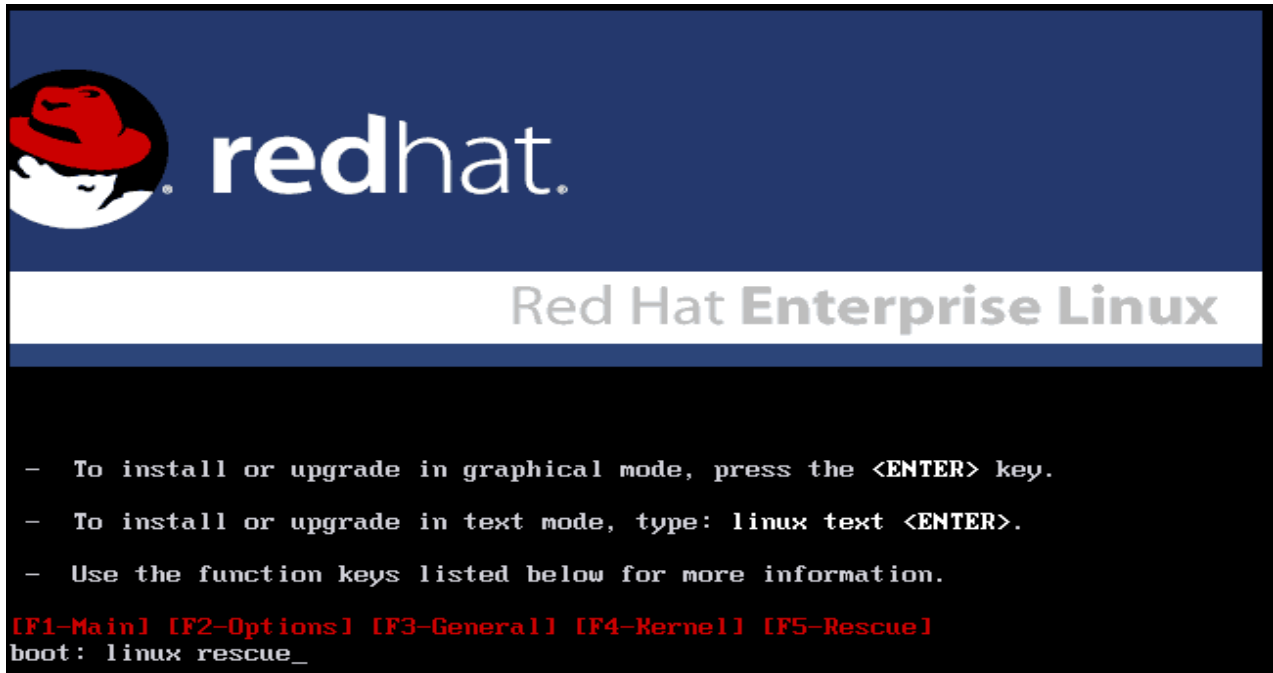 redhat.
Red Hat Enterprise Linux
- To install or upgrade in graphical mode, press the <ENTER> key.
- To install or upgrade in text mode, type: linux text <ENTER>.
- Use the function keys listed below for more information.
[F1-Main] [F2-Options] [F3-General] [F4-Kernel] [F5-Rescue]
boot: linux rescue_